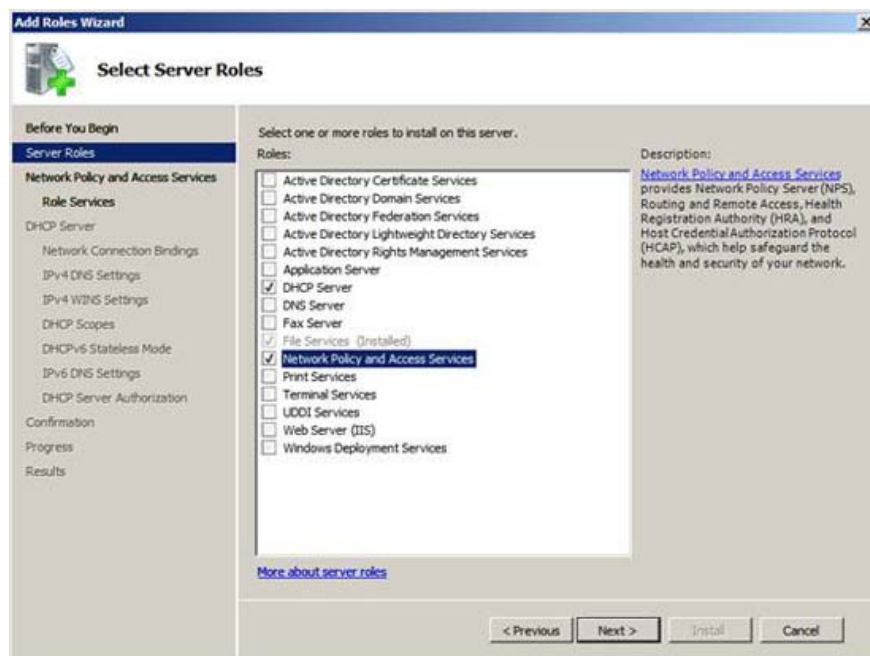 Add Roles Wizard
Select Server Roles
Before You Begin
Server Roles
Network Policy and Access Services
Role Services
DHCP Server
Network Connection Bindings
IPv4 DNS Settings
IPv4 WINS Settings
DHCP Scopes
DHCPv6 Stateless Mode
IPv6 DNS Settings
DHCP Server Authorization
Confirmation
Progress
Results
Select one or more roles to install on this server.
Roles:
Active Directory Certificate Services
Active Directory Domain Services
Active Directory Federation Services
Active Directory Lightweight Directory Services
Active Directory Rights Management Services
Application Server
DHCP Server
DNS Server
Fax Server
File Services (Installed)
Network Policy and Access Services
Print Services
Terminal Services
UDDI Services
Web Server (IIS)
Windows Deployment Services
More about server roles
Description:
Network Policy and Access Services
provides Network Policy Server (NPS),
Routing and Remote Access, Health
Registration Authority (HRA), and
Host Credential Authorization Protocol
(HCAP), which help safeguard the
health and security of your network.
< Previous
Next >
Install
Cancel